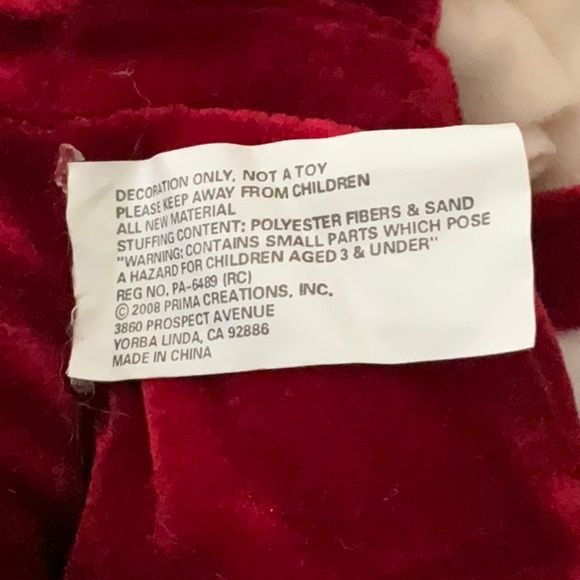 DECORATION ONLY, NOT A TOY
PLEASE KEEP AWAY FROM CHILDREN
ALL NEW MATERIAL
STUFFING CONTENT: POLYESTER FIBERS & SAND
"WARNING: CONTAINS SMALL PARTS WHICH POSE
A HAZARD FOR CHILDREN AGED 3 & UNDER"
REG NO. PA-6489 (RC)
© 2008 PRIMA CREATIONS, INC.
3860 PROSPECT AVENUE
YORBA LINDA, CA 92886
MADE IN CHINA